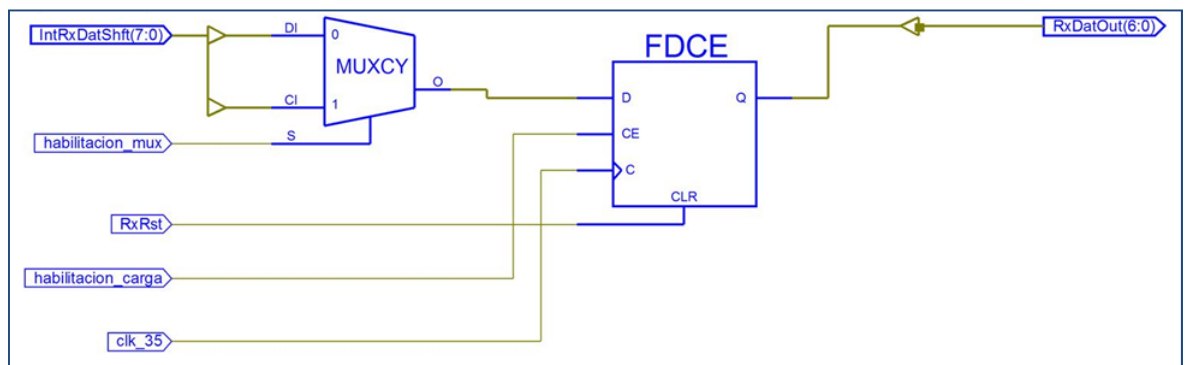 IntRxDatShft(7:0)
DI
0
MUXCY
O
CI
1
habilitacion_mux
S
FDCE
D
Q
CE
C
CLR
RxDatOut(6:0)
RxRst
habilitacion_carga
clk_35